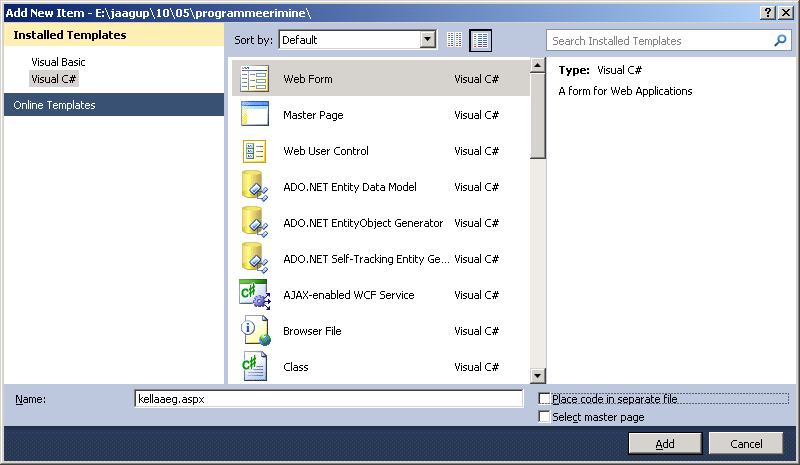 Add New Item - E:\jaagup\10\05\programmeerimine\
Installed Templates
Visual Basic
Visual C#
Online Templates
Sort by: Default
Search Installed Templates
Web Form Visual C#
Master Page Visual C#
Web User Control Visual C#
ADO.NET Entity Data Model Visual C#
ADO.NET EntityObject Generator Visual C#
ADO.NET Self-Tracking Entity Ge... Visual C#
AJAX-enabled WCF Service Visual C#
Browser File Visual C#
Class Visual C#
Type: Visual C#
A form for Web Applications
Name: kellaaeg.aspx
Place code in separate file
Select master page
Add Cancel